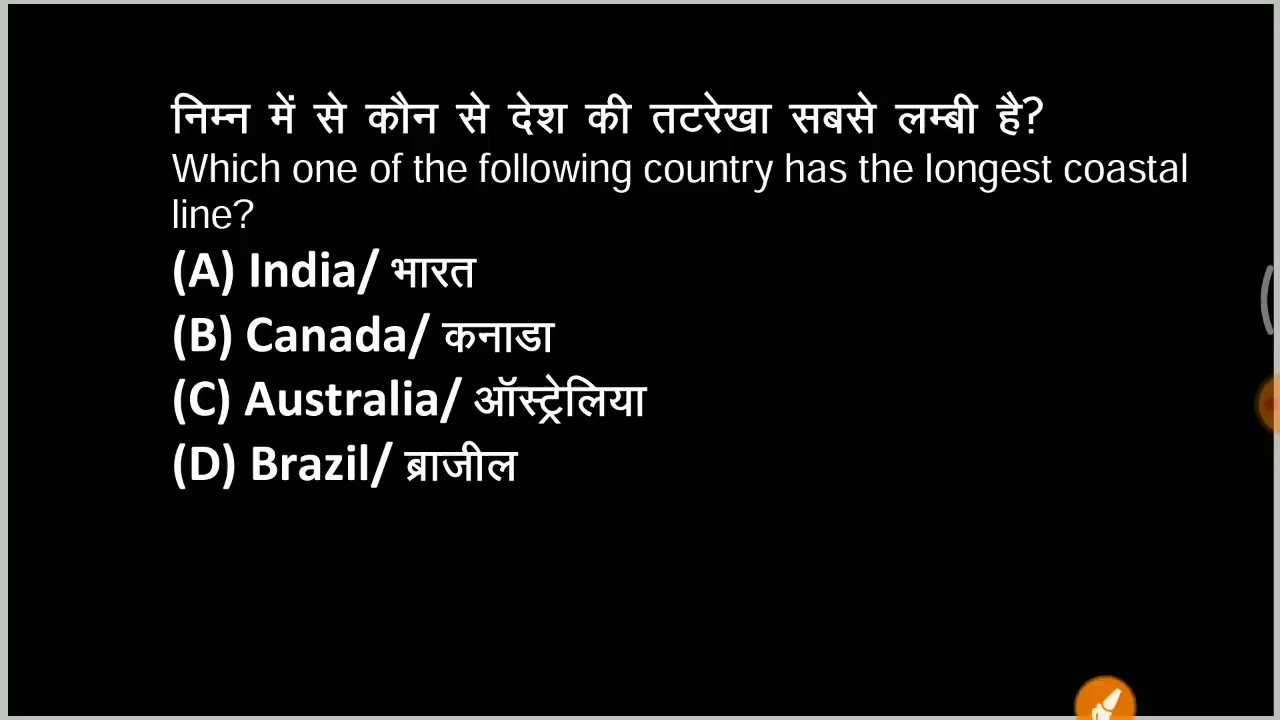 निम्न में से कौन से देश की तटरेखा सबसे लम्बी है?
Which one of the following country has the longest coastal
line?
(A) India/ भारत
(B) Canada/ कनाडा
(C) Australia/ ऑस्ट्रेलिया
(D) Brazil/ ब्राजील